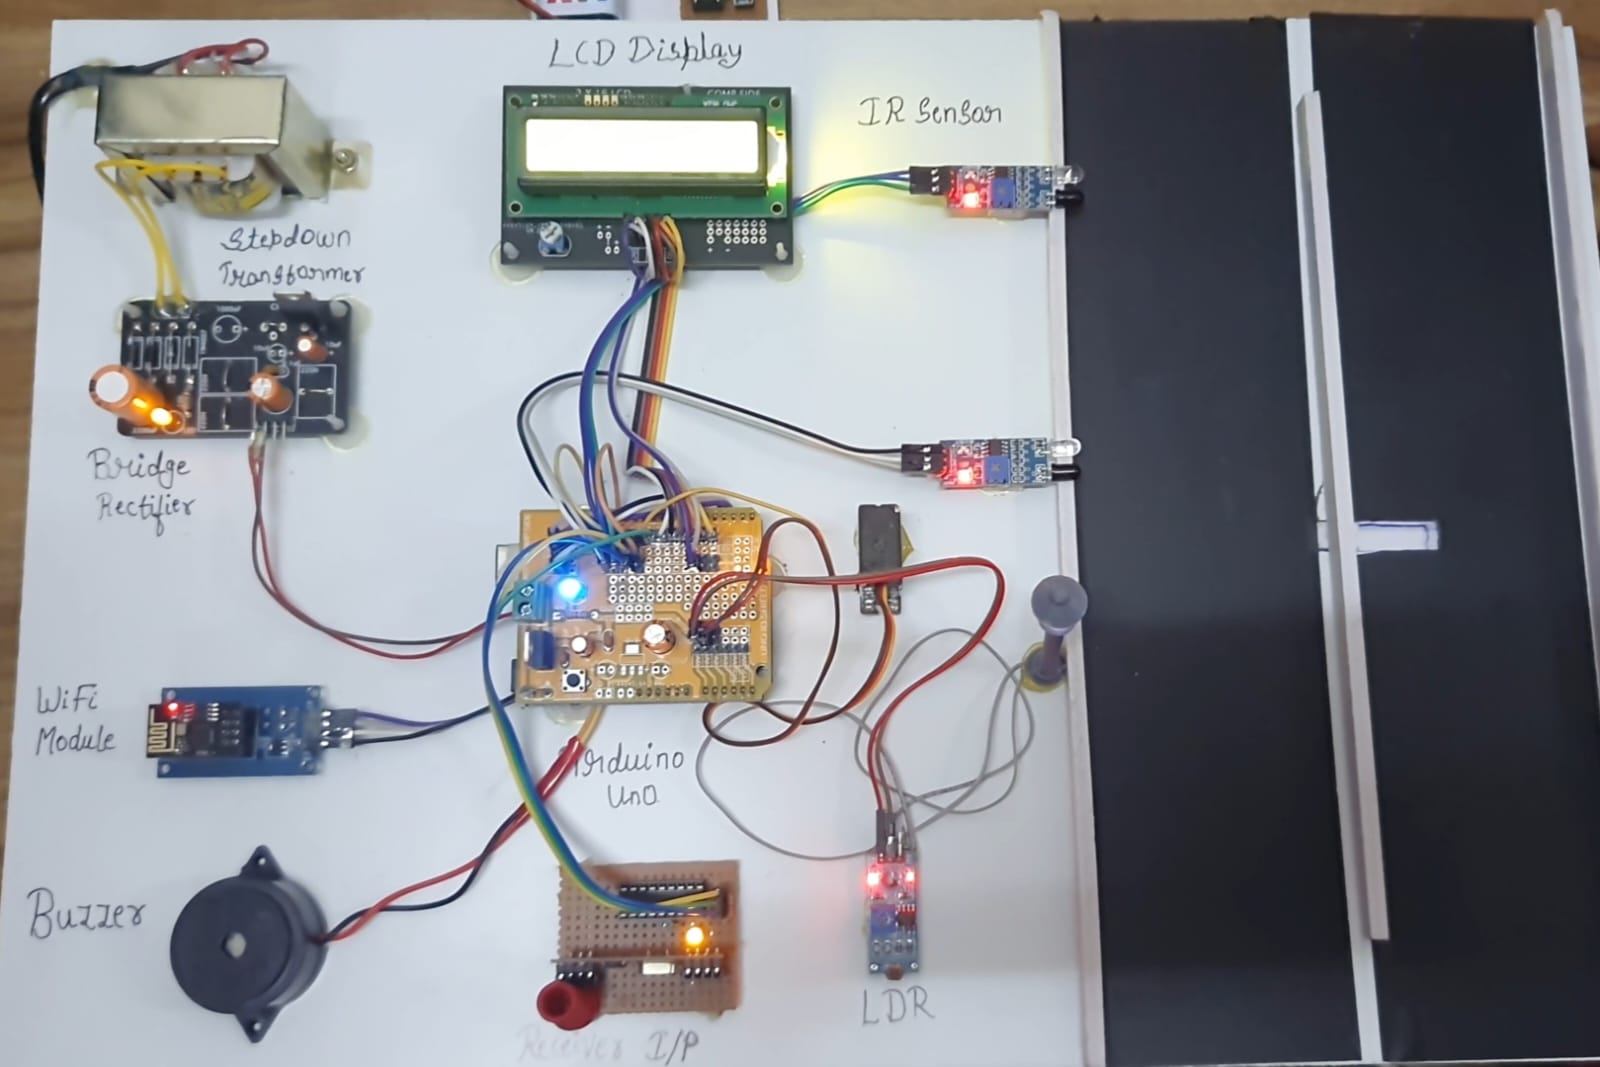 LCD Display
IR Sensor
Stepdown
Transformer
Bridge
Rectifier
WiFi
Module
Arduino
Uno
Buzzer
Receiver I/P
LDR